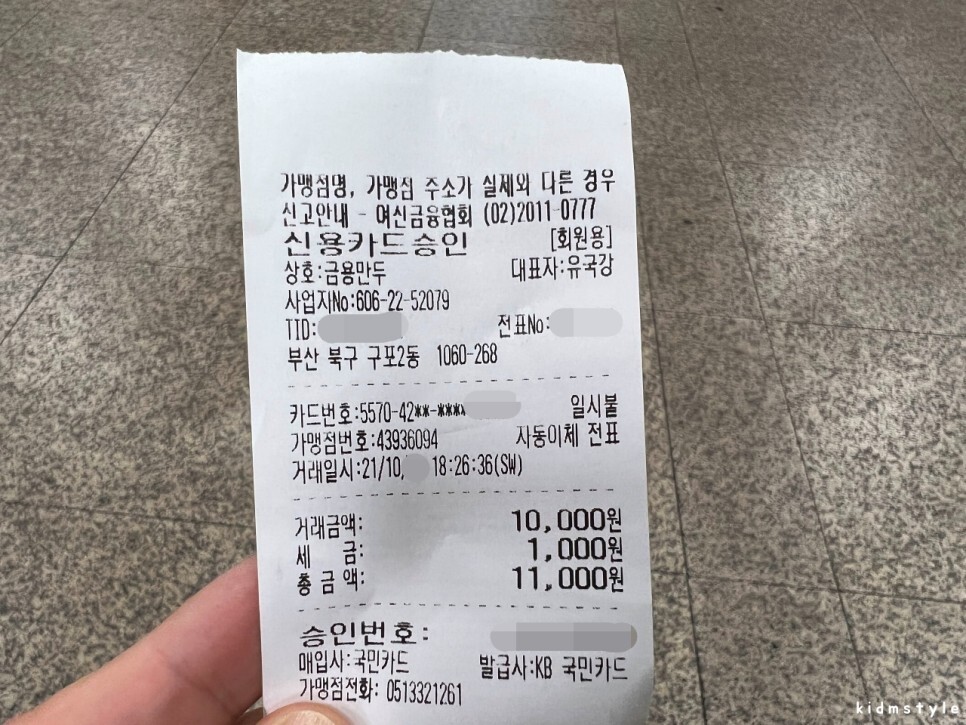 가맹점명, 가맹점 주소가 실제와 다른 경우
신고안내 - 여신금융협회 (02)2011-0777
신용카드승인 [회원용]
상호:금용만두 대표자:유국강
사업자No:606-22-52079
TID: 전표No:
부산 북구 구포2동 1060-268
카드번호:5570-42**-**** 일시불
가맹점번호:43936094 자동이체 전표
거래일시:21/10, 18:26:36(SW)
거래금액: 10,000원
세 금: 1,000원
총 금 액: 11,000원
승인번호:
매입사:국민카드 발급사:KB 국민카드
가맹점전화: 0513321261
kidmstyle